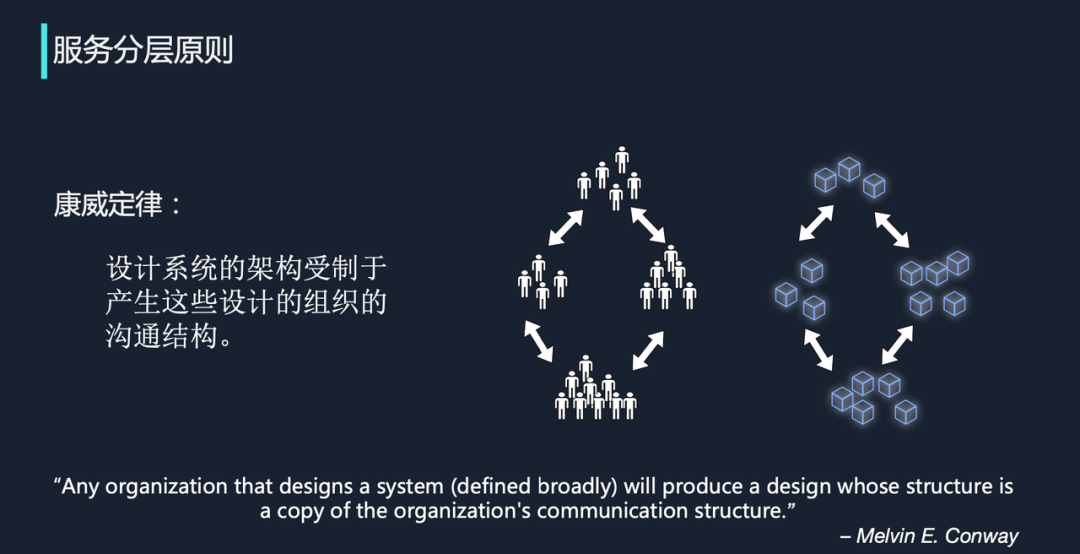 服务分层原则
康威定律：
设计系统的架构受制于
产生这些设计的组织的
沟通结构。
“Any organization that designs a system (defined broadly) will produce a design whose structure is
a copy of the organization's communication structure.”
– Melvin E. Conway